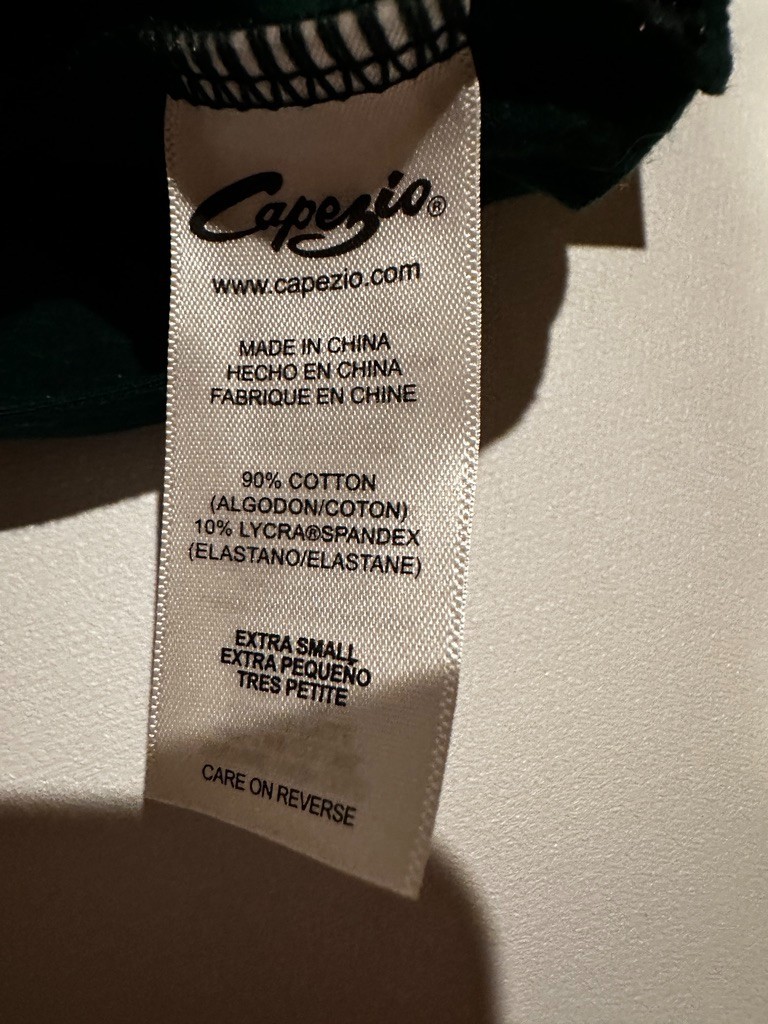 Capezio®
www.capezio.com
MADE IN CHINA
HECHO EN CHINA
FABRIQUE EN CHINE
90% COTTON
(ALGODON/COTON)
10% LYCRA®SPANDEX
(ELASTANO/ELASTANE)
EXTRA SMALL
EXTRA PEQUENO
TRES PETITE
CARE ON REVERSE